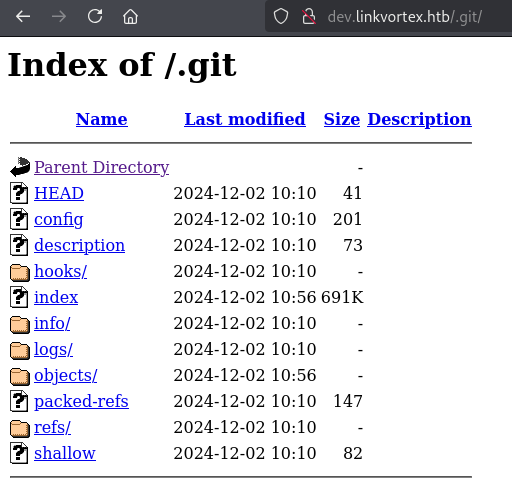 dev.linkvortex.htb/.git/
Index of /.git
Name Last modified Size Description
Parent Directory -
HEAD 2024-12-02 10:10 41
config 2024-12-02 10:10 201
description 2024-12-02 10:10 73
hooks/ 2024-12-02 10:10 -
index 2024-12-02 10:56 691K
info/ 2024-12-02 10:10 -
logs/ 2024-12-02 10:10 -
objects/ 2024-12-02 10:56 -
packed-refs 2024-12-02 10:10 147
refs/ 2024-12-02 10:10 -
shallow 2024-12-02 10:10 82